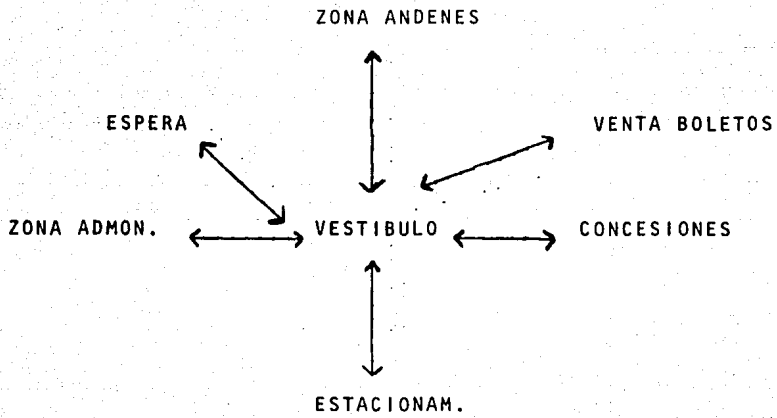 ZONA ANDENES
ESPERA
VENTA BOLETOS
ZONA ADMON.
VESTIBULO
CONCESIONES
ESTACIONAM.